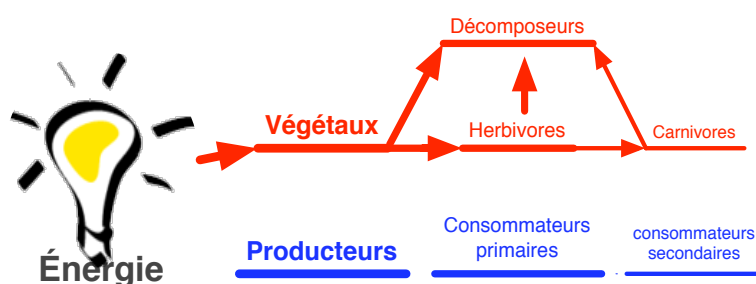 Décomposeurs
Végétaux
Herbivores
Carnivores
Énergie
Producteurs
Consommateurs
primaires
consommateurs
secondaires